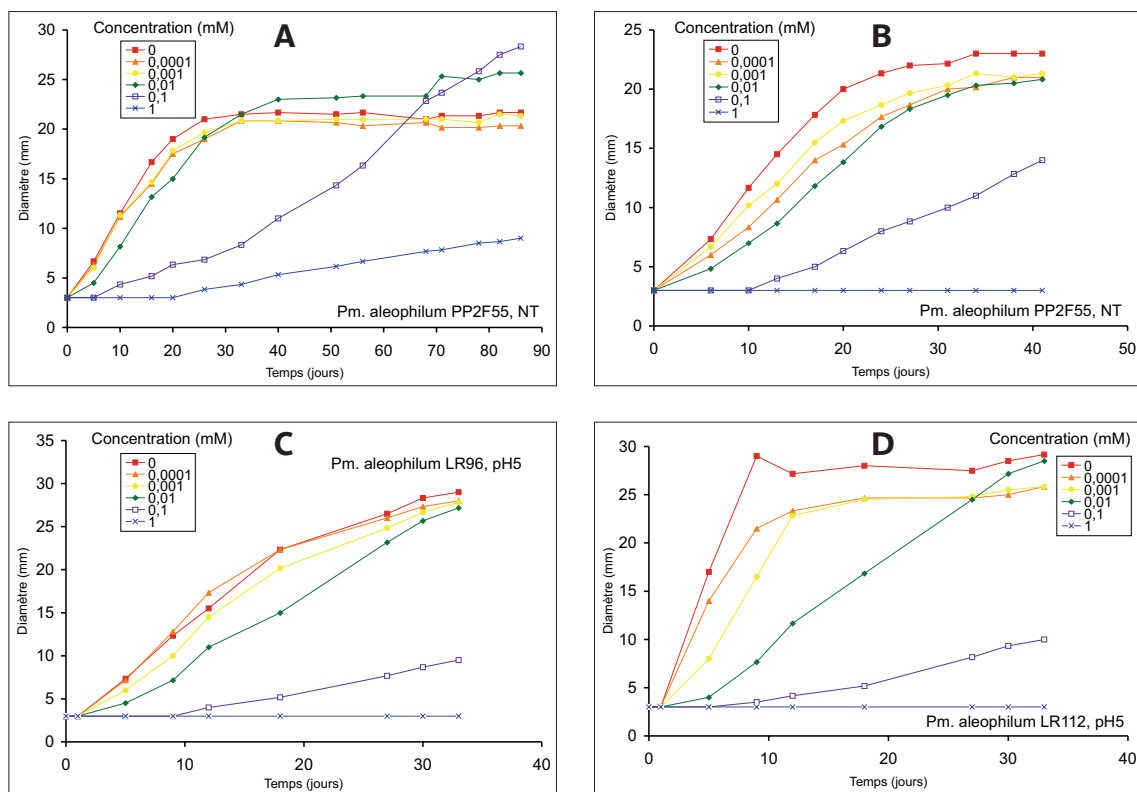 A
Concentration (mM)
0
0,0001
0,001
0,01
0,1
1
Diamètre (mm)
30
25
20
15
10
5
0
0 10 20 30 40 50 60 70 80 90
Temps (jours)
Pm. aleophilum PP2F55, NT
B
Concentration (mM)
0
0,0001
0,001
0,01
0,1
1
Diamètre (mm)
25
20
15
10
5
0
0 10 20 30 40 50
Temps (jours)
Pm. aleophilum PP2F55, NT
C
Concentration (mM)
0
0,0001
0,001
0,01
0,1
1
Pm. aleophilum LR96, pH5
Diamètre (mm)
35
30
25
20
15
10
5
0
0 10 20 30 40
Temps (jours)
D
Concentration (mM)
0
0,0001
0,001
0,01
0,1
1
Diamètre (mm)
30
25
20
15
10
5
0
0 10 20 30 40
Temps (jours)
Pm. aleophilum LR112, pH5